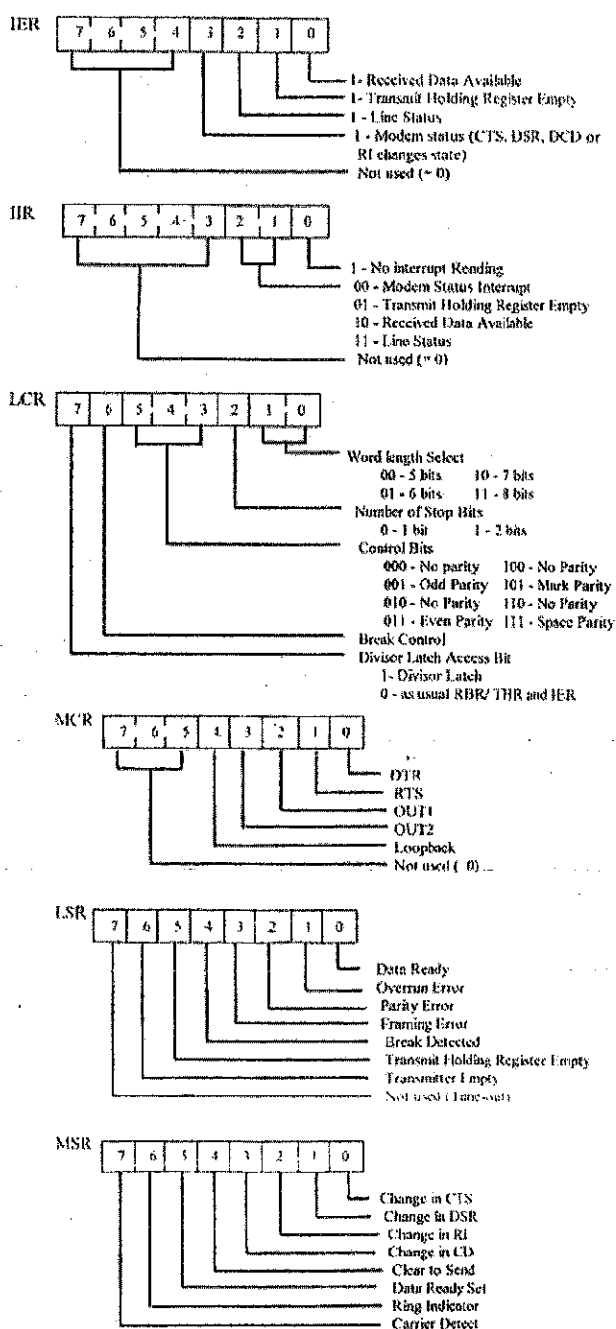 IER 7 6 5 4 3 2 1 0
1 - Received Data Available
1 - Transmit Holding Register Empty
1 - Line Status
1 - Modem status (CTS, DSR, DCD or
RI changes state)
Not used (= 0)
IIR 7 6 5 4 3 2 1 0
1 - No interrupt Pending
00 - Modem Status Interrupt
01 - Transmit Holding Register Empty
10 - Received Data Available
11 - Line Status
Not used (= 0)
LCR 7 6 5 4 3 2 1 0
Word length Select
00 - 5 bits 10 - 7 bits
01 - 6 bits 11 - 8 bits
Number of Stop Bits
0 - 1 bit 1 - 2 bits
Control Bits
000 - No parity 100 - No Parity
001 - Odd Parity 101 - Mark Parity
010 - No Parity 110 - No Parity
011 - Even Parity 111 - Space Parity
Break Control
Divisor Latch Access Bit
1- Divisor Latch
0 - as usual RBR/ THR and IER
MCR 7 6 5 4 3 2 1 0
DTR
RTS
OUT1
OUT2
Loopback
Not used ( 0)
LSR 7 6 5 4 3 2 1 0
Data Ready
Overrun Error
Parity Error
Framing Error
Break Detected
Transmit Holding Register Empty
Transmitter Empty
Not used (Time-out)
MSR 7 6 5 4 3 2 1 0
Change in CTS
Change in DSR
Change in RI
Change in CD
Clear to Send
Data Ready Set
Ring Indicator
Carrier Detect